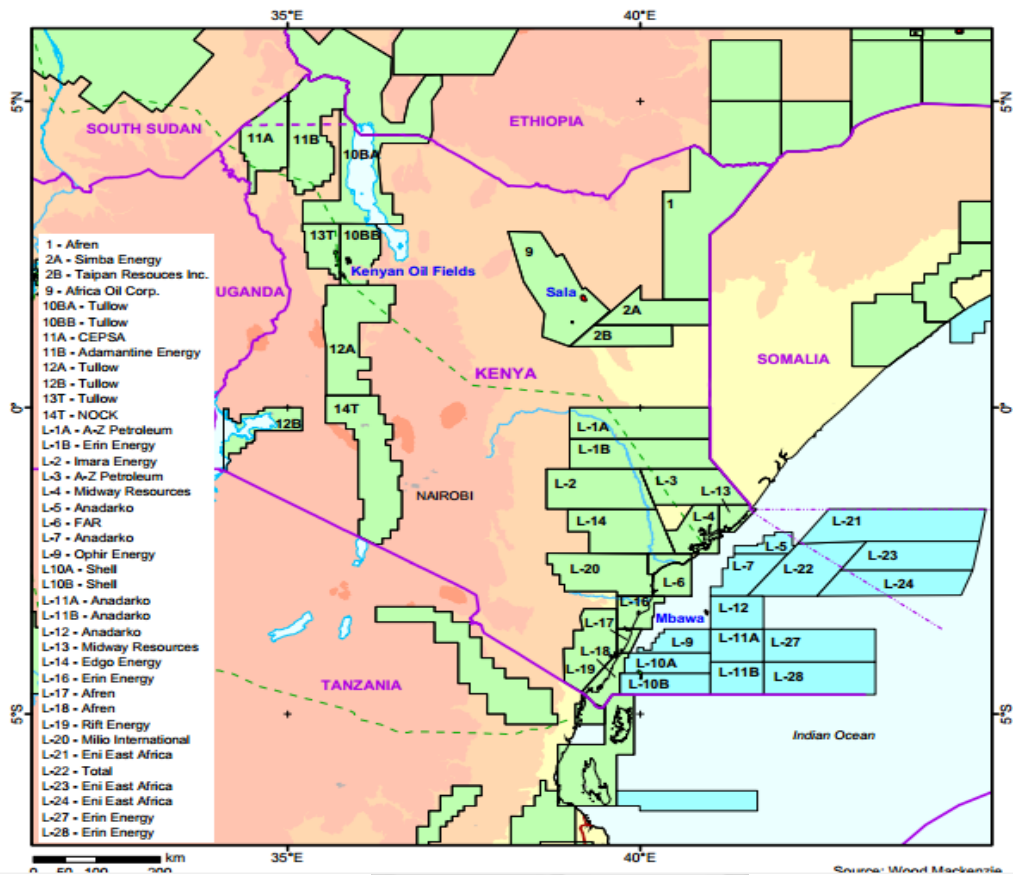 35°E 40°E
5°N 5°N
SOUTH SUDAN
ETHIOPIA
11A 11B 10BA
1
13T 10BB
Kenyan Oil Fields
9
Sala
2A
2B
UGANDA
12A
KENYA
SOMALIA
14T
12B
0° 0°
L-1A
L-1B
L-2
L-3
L-13
L-4
L-14
NAIROBI
L-20
L-6
L-5
L-7
L-21
L-22
L-23
L-24
L-16
Mbawa
L-12
L-17
L-9
L-11A
L-27
L-18
L-10A
L-19
L-10B
L-11B
L-28
TANZANIA
5°S 5°S
Indian Ocean
1 - Afren
2A - Simba Energy
2B - Taipan Resouces Inc.
9 - Africa Oil Corp.
10BA - Tullow
10BB - Tullow
11A - CEPSA
11B - Adamantine Energy
12A - Tullow
12B - Tullow
13T - Tullow
14T - NOCK
L-1A - A-Z Petroleum
L-1B - Erin Energy
L-2 - Imara Energy
L-3 - A-Z Petroleum
L-4 - Midway Resources
L-5 - Anadarko
L-6 - FAR
L-7 - Anadarko
L-9 - Ophir Energy
L10A - Shell
L10B - Shell
L-11A - Anadarko
L-11B - Anadarko
L-12 - Anadarko
L-13 - Midway Resources
L-14 - Edgo Energy
L-16 - Erin Energy
L-17 - Afren
L-18 - Afren
L-19 - Rift Energy
L-20 - Milio International
L-21 - Eni East Africa
L-22 - Total
L-23 - Eni East Africa
L-24 - Eni East Africa
L-27 - Erin Energy
L-28 - Erin Energy
km
0 50 100 200
35°E 40°E
Source: Wood Mackenzie